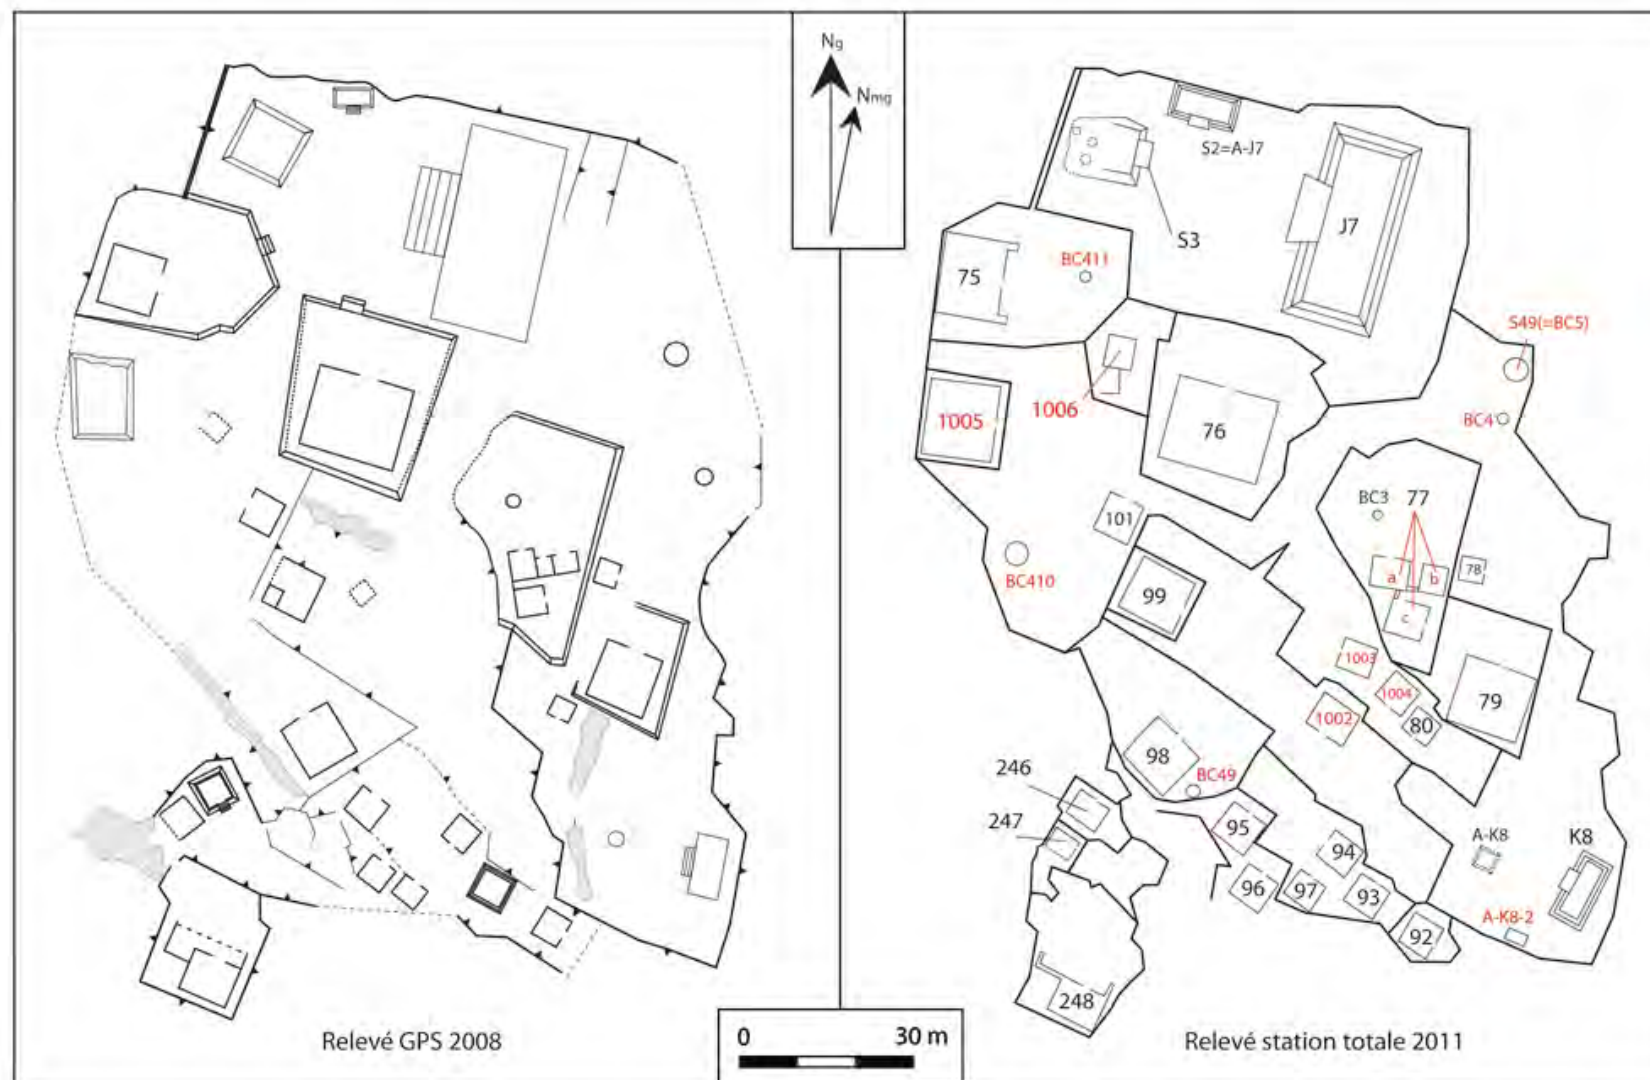 Ng
Nmg
S2=A-J7
S3
J7
BC411
75
S49(=BC5)
1006
1005
76
BC4
BC3 77
101
BC410
a
b
78
99
c
1003
1004
79
1002
80
98
246
BC49
247
95
94
A-K8
K8
96
97
93
A-K8-2
92
248
Relevé GPS 2008
0 30 m
Relevé station totale 2011